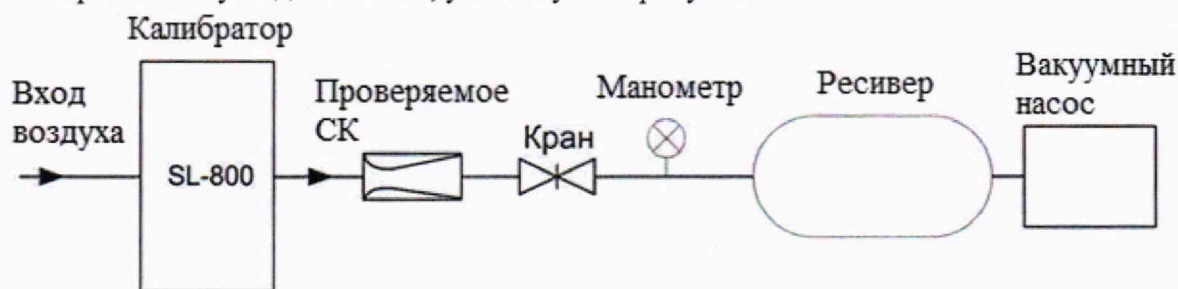 Калибратор
Вход
воздуха
SL-800
Проверяемое
СК
Кран
Манометр
Ресивер
Вакуумный
насос